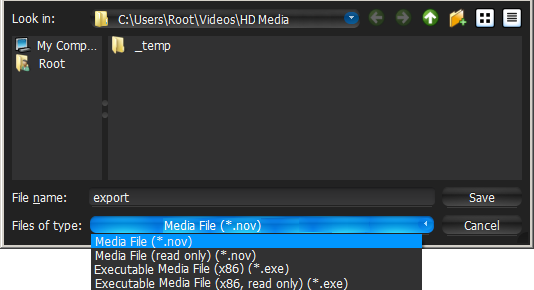 Look in: C:\Users\Root\Videos\HD Media
My Comp... _temp
Root
File name: export Save
Files of type: Media File (*.nov) Cancel
Media File (*.nov)
Media File (read only) (*.nov)
Executable Media File (x86) (*.exe)
Executable Media File (x86, read only) (*.exe)